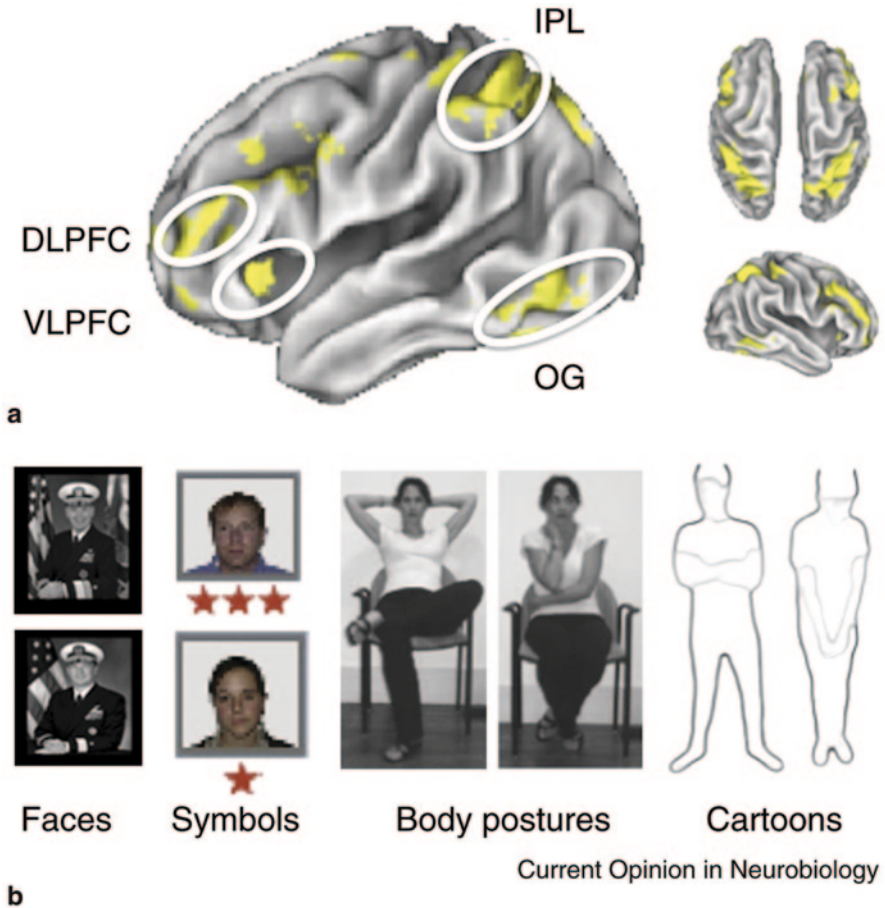 IPL
DLPFC
VLPFC
OG
a
Faces
Symbols
Body postures
Cartoons
Current Opinion in Neurobiology
b